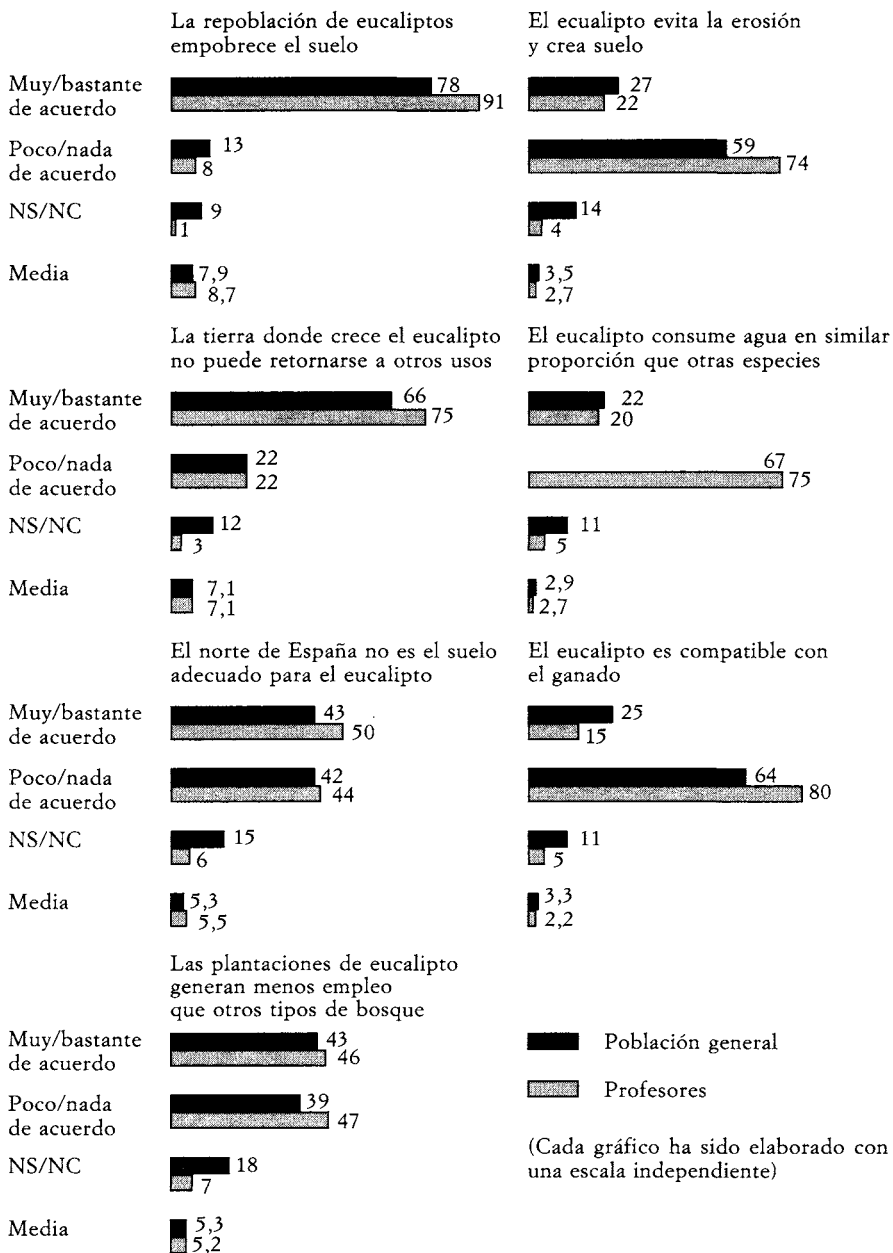 La repoblación de eucaliptos
empobrece el suelo
Muy/bastante
de acuerdo
78
91
Poco/nada
de acuerdo
13
8
NS/NC
9
1
Media
7,9
8,7
El ecualipto evita la erosión
y crea suelo
27
22
59
74
14
4
3,5
2,7
La tierra donde crece el eucalipto
no puede retornarse a otros usos
Muy/bastante
de acuerdo
66
75
Poco/nada
de acuerdo
22
22
NS/NC
12
3
Media
7,1
7,1
El eucalipto consume agua en similar
proporción que otras especies
22
20
67
75
11
5
2,9
2,7
El norte de España no es el suelo
adecuado para el eucalipto
Muy/bastante
de acuerdo
43
50
Poco/nada
de acuerdo
42
44
NS/NC
15
6
Media
5,3
5,5
El eucalipto es compatible con
el ganado
25
15
64
80
11
5
3,3
2,2
Las plantaciones de eucalipto
generan menos empleo
que otros tipos de bosque
Muy/bastante
de acuerdo
43
46
Poco/nada
de acuerdo
39
47
NS/NC
18
7
Media
5,3
5,2
Población general
Profesores
(Cada gráfico ha sido elaborado con
una escala independiente)